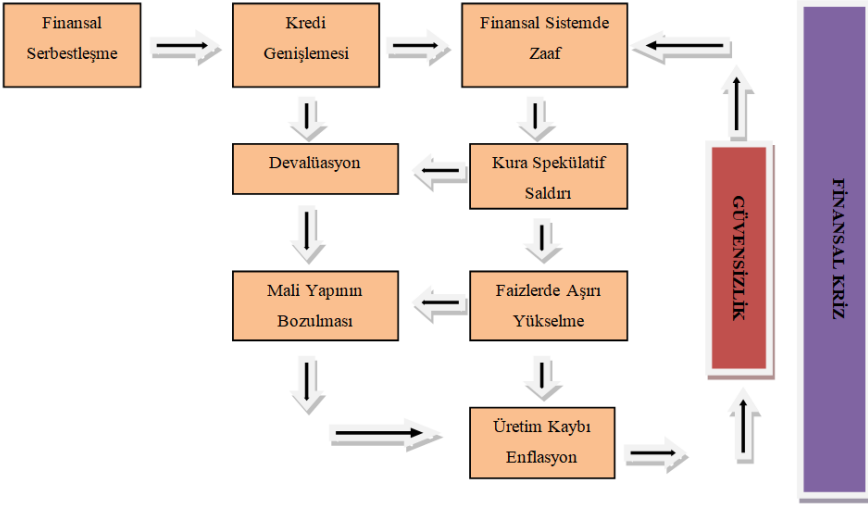 Finansal
Serbestleşme
Kredi
Genişlemesi
Finansal Sistemde
Zaaf
Devalüasyon
Kura Spekülatif
Saldırı
Mali Yapının
Bozulması
Faizlerde Aşırı
Yükselme
Üretim Kaybı
Enflasyon
GÜVENSİZLİK
FİNANSAL KRİZ